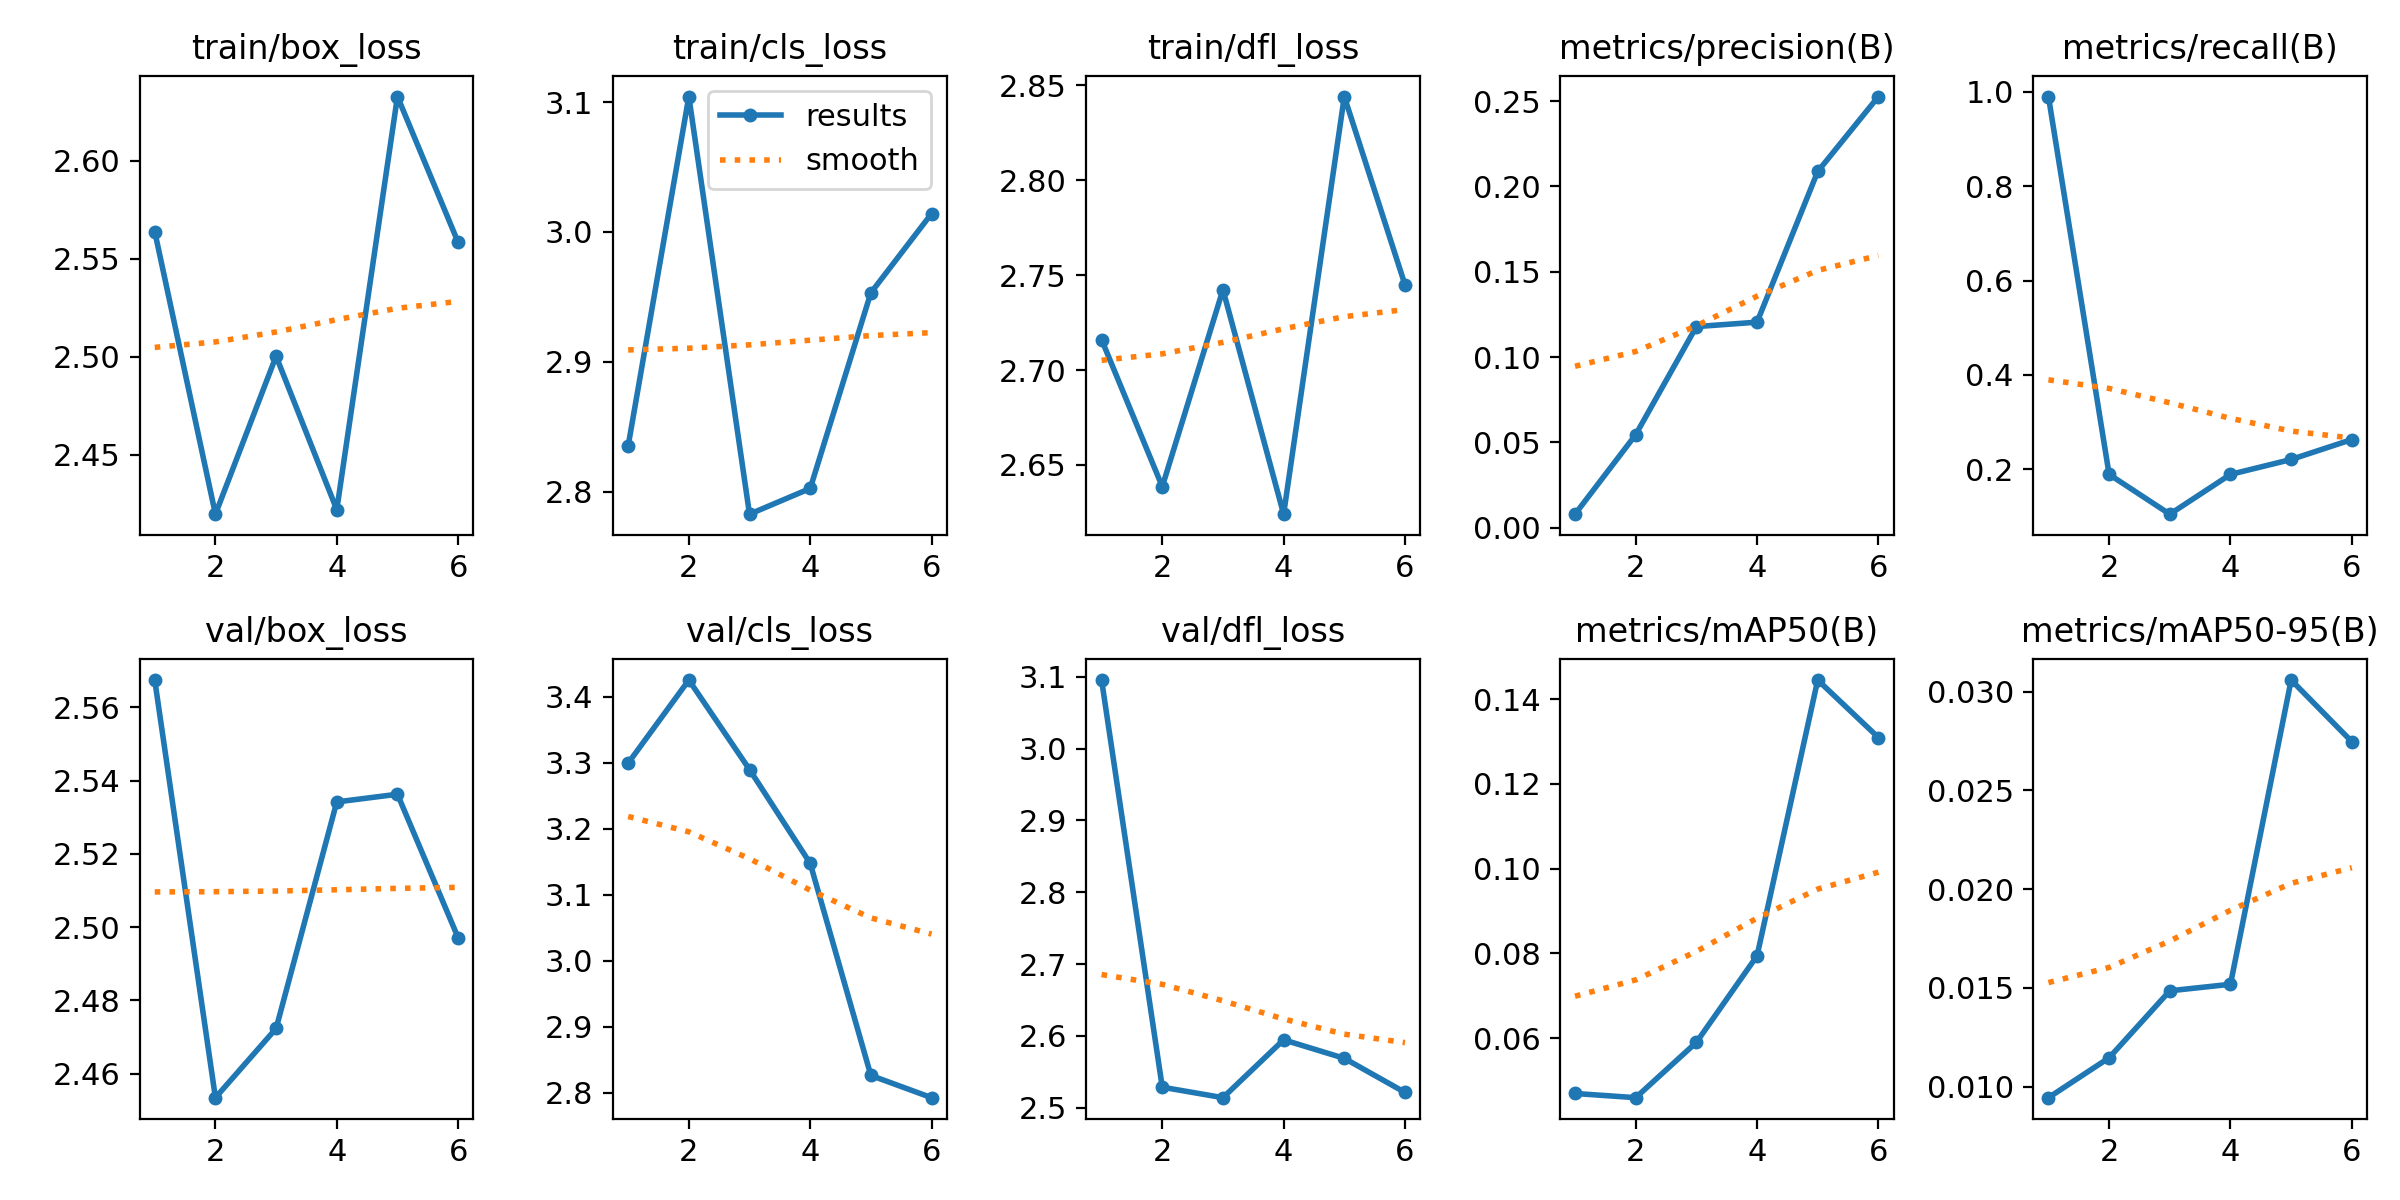 train/box_loss
2.60
2.55
2.50
2.45
2 4 6
train/cls_loss
results
smooth
3.1
3.0
2.9
2.8
2 4 6
train/dfl_loss
2.85
2.80
2.75
2.70
2.65
2 4 6
metrics/precision(B)
0.25
0.20
0.15
0.10
0.05
0.00
2 4 6
metrics/recall(B)
1.0
0.8
0.6
0.4
0.2
2 4 6
val/box_loss
2.56
2.54
2.52
2.50
2.48
2.46
2 4 6
val/cls_loss
3.4
3.3
3.2
3.1
3.0
2.9
2.8
2 4 6
val/dfl_loss
3.1
3.0
2.9
2.8
2.7
2.6
2.5
2 4 6
metrics/mAP50(B)
0.14
0.12
0.10
0.08
0.06
2 4 6
metrics/mAP50-95(B)
0.030
0.025
0.020
0.015
0.010
2 4 6